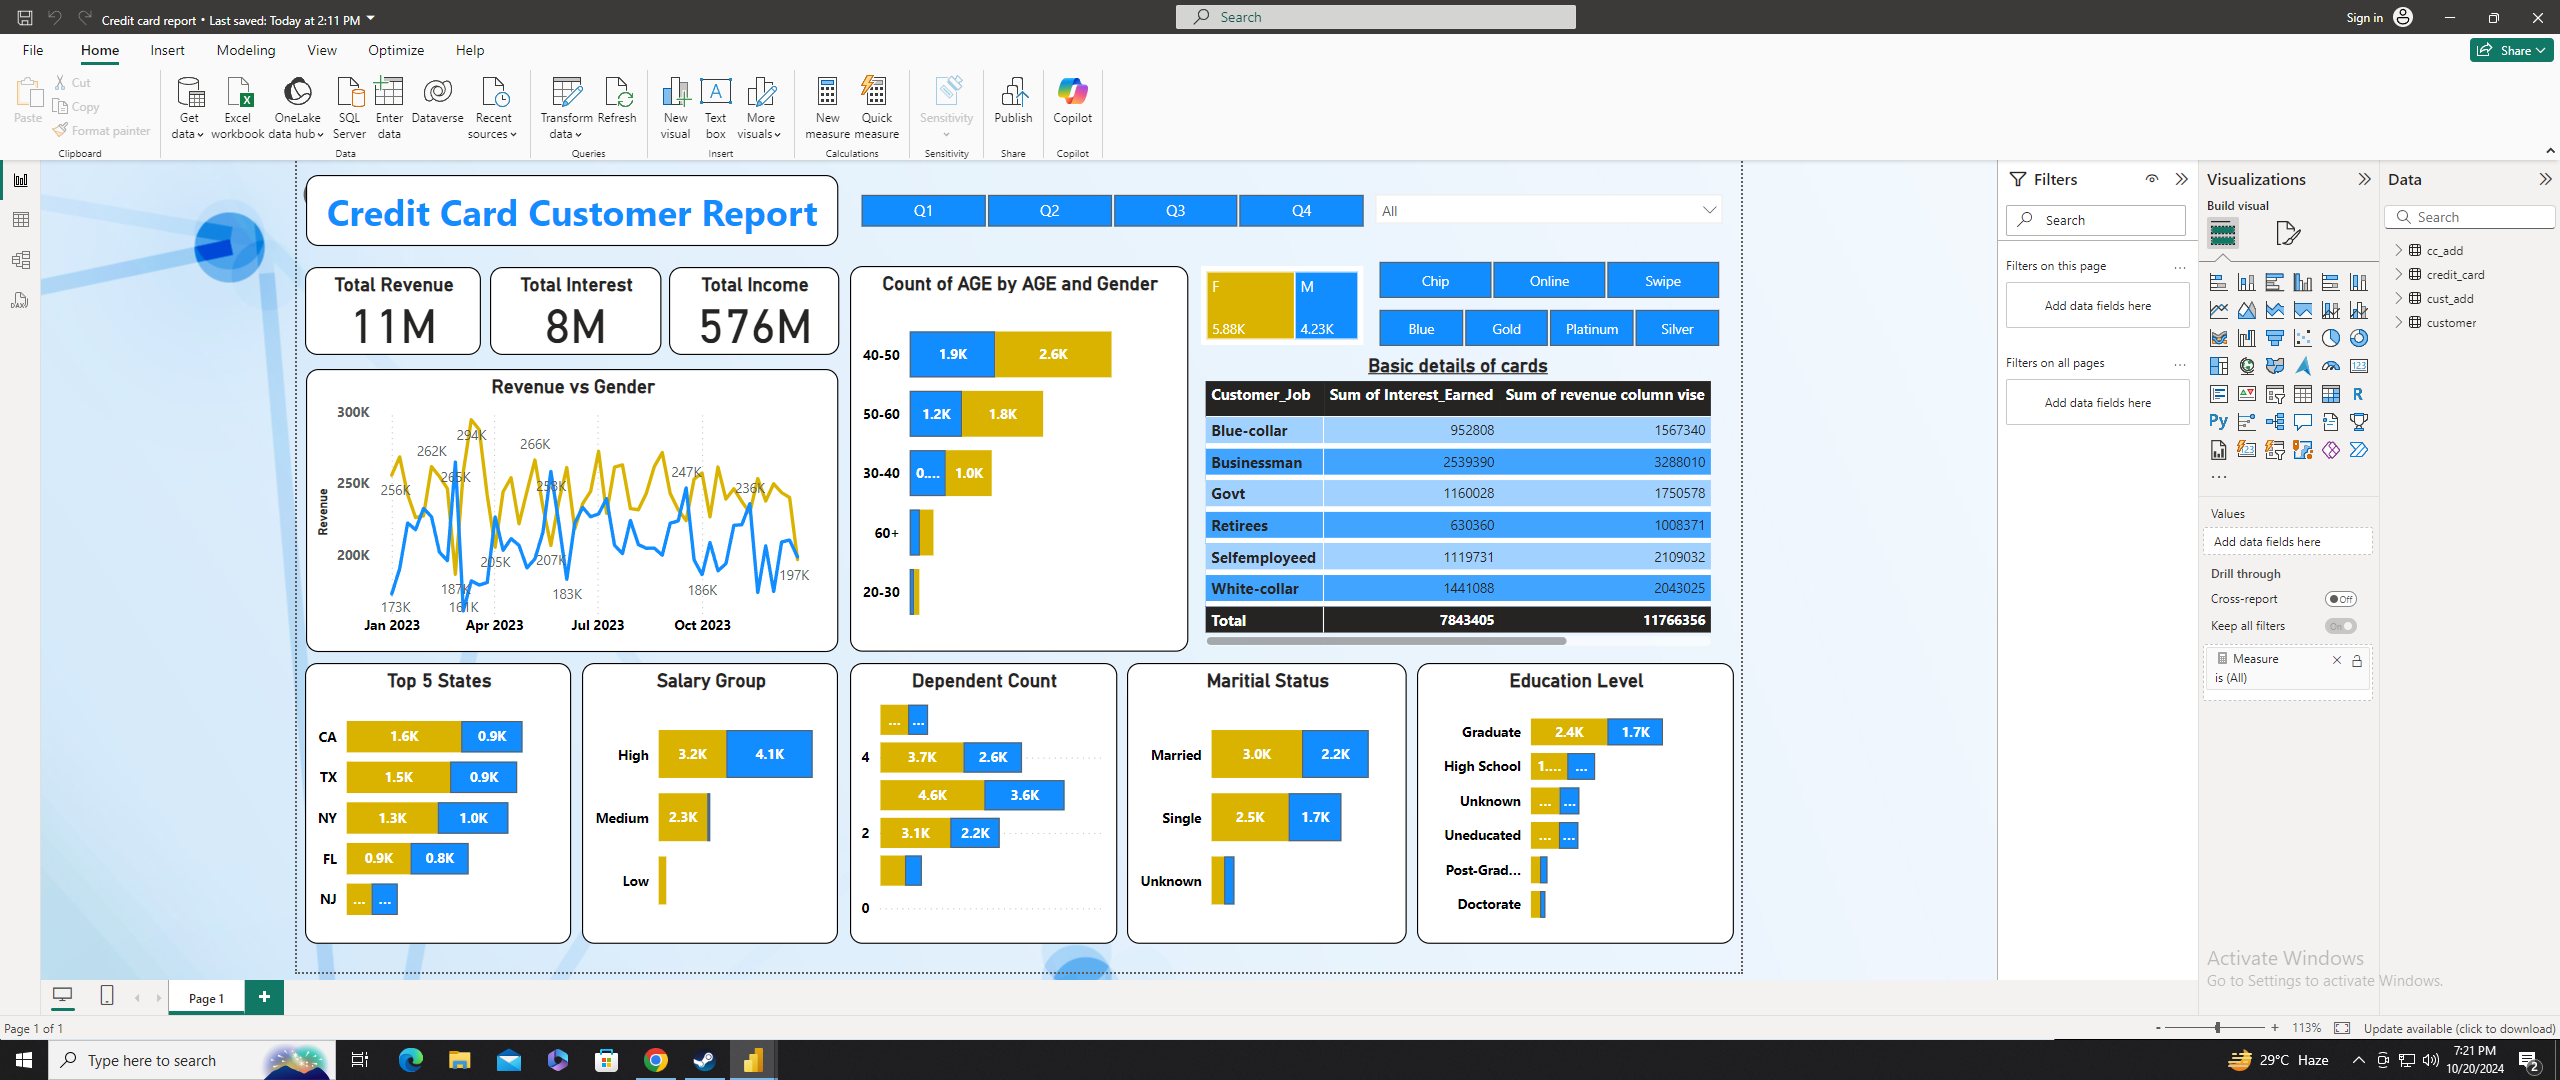 Credit card report • Last saved: Today at 2:11 PM
Search
Sign in
File Home Insert Modeling View Optimize Help
Share
Paste
Cut
Copy
Format painter
Clipboard
Get data
Excel workbook
OneLake data hub
SQL Server
Enter data
Dataverse
Recent sources
Data
Transform data
Refresh
Queries
New visual
Text box
More visuals
Insert
New measure
Quick measure
Calculations
Sensitivity
Sensitivity
Publish
Share
Copilot
Copilot
Credit Card Customer Report
Q1 Q2 Q3 Q4
All
Total Revenue
11M
Total Interest
8M
Total Income
576M
Revenue vs Gender
Revenue
300K
250K
200K
256K
262K
294K
265K
266K
253K
247K
236K
173K
187K
161K
205K
207K
183K
186K
197K
Jan 2023 Apr 2023 Jul 2023 Oct 2023
Count of AGE by AGE and Gender
40-50 1.9K 2.6K
50-60 1.2K 1.8K
30-40 0.... 1.0K
60+
20-30
F
5.88K
M
4.23K
Chip Online Swipe
Blue Gold Platinum Silver
Basic details of cards
Customer_Job Sum of Interest_Earned Sum of revenue column vise
Blue-collar 952808 1567340
Businessman 2539390 3288010
Govt 1160028 1750578
Retirees 630360 1008371
Selfemployeed 1119731 2109032
White-collar 1441088 2043025
Total 7843405 11766356
Top 5 States
CA 1.6K 0.9K
TX 1.5K 0.9K
NY 1.3K 1.0K
FL 0.9K 0.8K
NJ ... ...
Salary Group
High 3.2K 4.1K
Medium 2.3K
Low
Dependent Count
... ...
4 3.7K 2.6K
4.6K 3.6K
2 3.1K 2.2K
0
Maritial Status
Married 3.0K 2.2K
Single 2.5K 1.7K
Unknown
Education Level
Graduate 2.4K 1.7K
High School 1.... ...
Unknown ... ...
Uneducated ... ...
Post-Grad...
Doctorate
Filters
Search
Filters on this page ...
Add data fields here
Filters on all pages ...
Add data fields here
Visualizations
Build visual
123
R
Py
123
...
Values
Add data fields here
Drill through
Cross-report Off
Keep all filters On
Measure
is (All)
Data
Search
cc_add
credit_card
cust_add
customer
Activate Windows
Go to Settings to activate Windows.
Page 1 +
Page 1 of 1
- + 113%
Update available (click to download)
Type here to search
29°C Haze
7:21 PM
10/20/2024
2